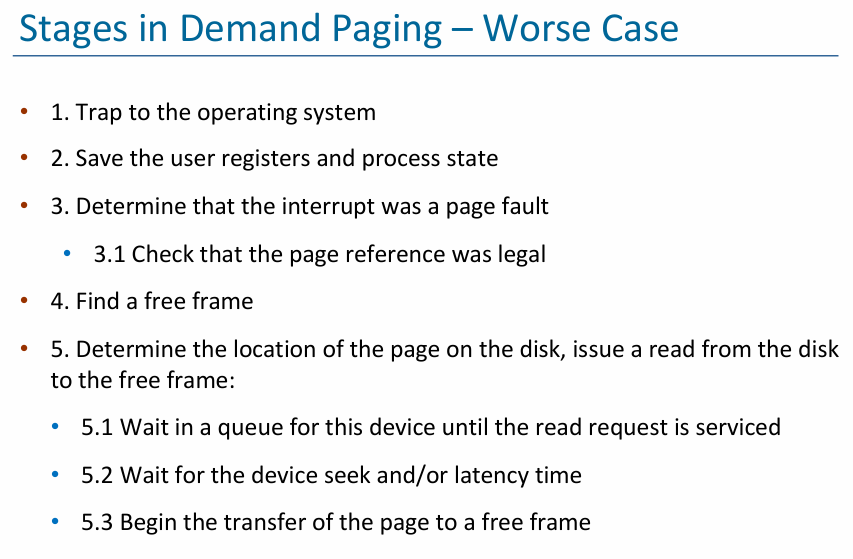 Stages in Demand Paging – Worse Case
• 1. Trap to the operating system
• 2. Save the user registers and process state
• 3. Determine that the interrupt was a page fault
• 3.1 Check that the page reference was legal
• 4. Find a free frame
• 5. Determine the location of the page on the disk, issue a read from the disk
to the free frame:
• 5.1 Wait in a queue for this device until the read request is serviced
• 5.2 Wait for the device seek and/or latency time
• 5.3 Begin the transfer of the page to a free frame